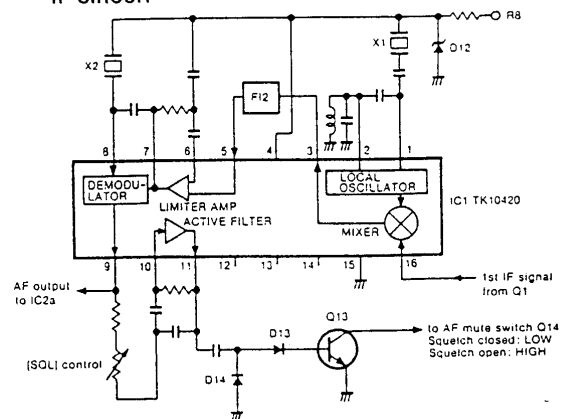 IF CIRCUIT
R8
X1
X2
D12
FI2
8 7 6 5 4 3 2 1
DEMODU-
LATOR
LIMITER AMP
ACTIVE FILTER
LOCAL
OSCILLATOR
MIXER
IC1 TK10420
9 10 11 12 13 14 15 16
AF output
to IC2a
1st IF signal
from Q1
[SQL] control
D13
D14
Q13
to AF mute switch Q14
Squelch closed: LOW
Squelch open: HIGH